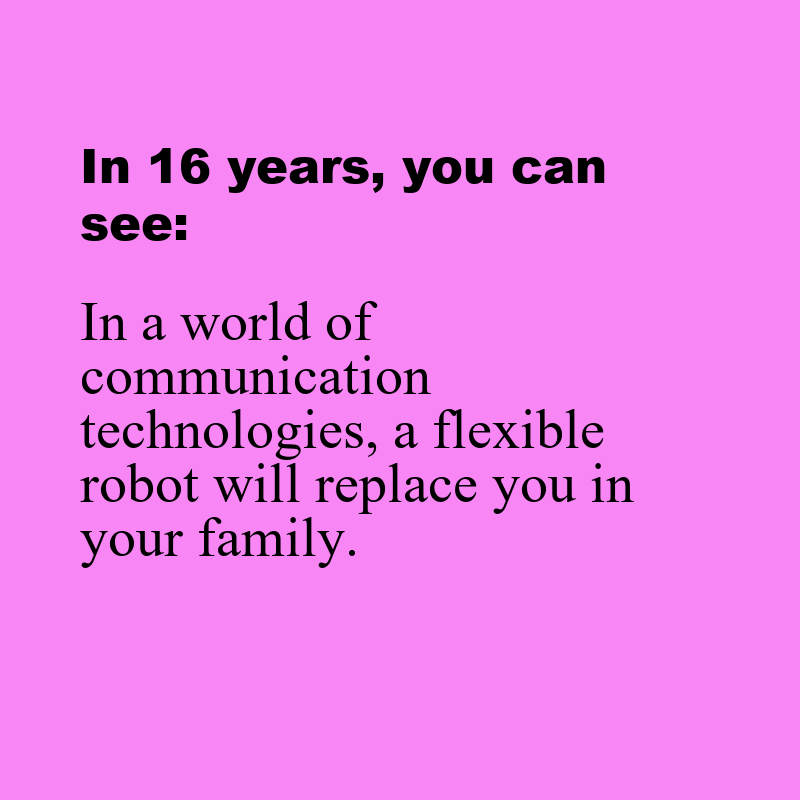 In 16 years, you can
see:
In a world of
communication
technologies, a flexible
robot will replace you in
your family.